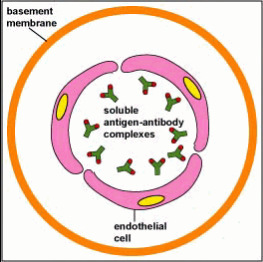 basement
membrane
soluble
antigen-antibody
complexes
endothelial
cell